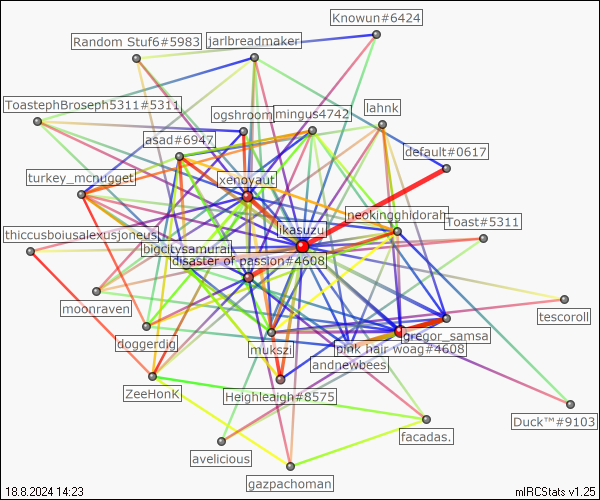 Knowun#6424
Random Stuf6#5983
jarlbreadmaker
ToastephBroseph5311#5311
ogshroom
mingus4742
lahnk
asad#6947
default#0617
turkey_mcnugget
xenoyaut
neokingghidorah
Toast#5311
ikasuzu
thiccusboiusalexusjoneus
bigcitysamurai
disaster of passion#4608
moonraven
tescoroll
doggerdig
mukszi
gregor_samsa
pink hair woag#4608
andnewbees
ZeeHonK
Heighleaigh#8575
Duck™#9103
facadas.
avelicious
gazpachoman
18.8.2024 14:23
mIRCStats v1.25